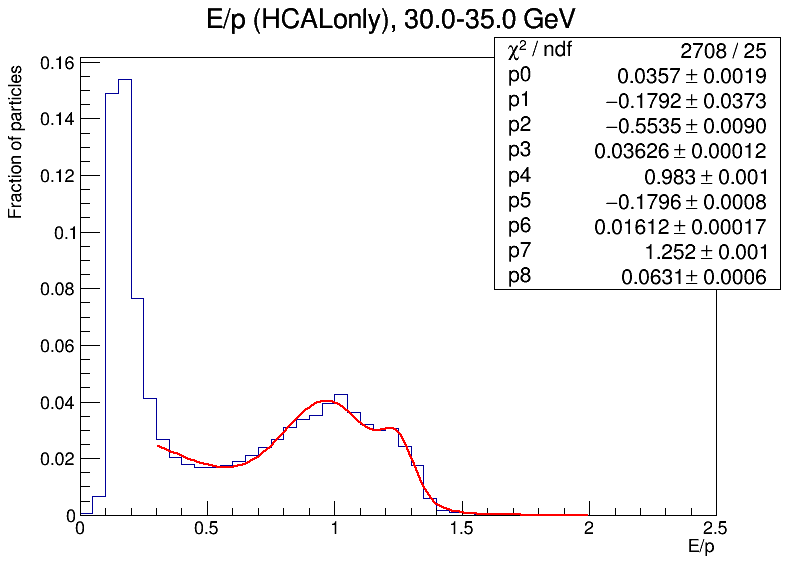 E/p (HCALonly), 30.0-35.0 GeV
χ² / ndf 2708 / 25
p0 0.0357 ± 0.0019
p1 −0.1792 ± 0.0373
p2 −0.5535 ± 0.0090
p3 0.03626 ± 0.00012
p4 0.983 ± 0.001
p5 −0.1796 ± 0.0008
p6 0.01612 ± 0.00017
p7 1.252 ± 0.001
p8 0.0631 ± 0.0006
Fraction of particles
0.16
0.14
0.12
0.1
0.08
0.06
0.04
0.02
0
0 0.5 1 1.5 2 2.5
E/p